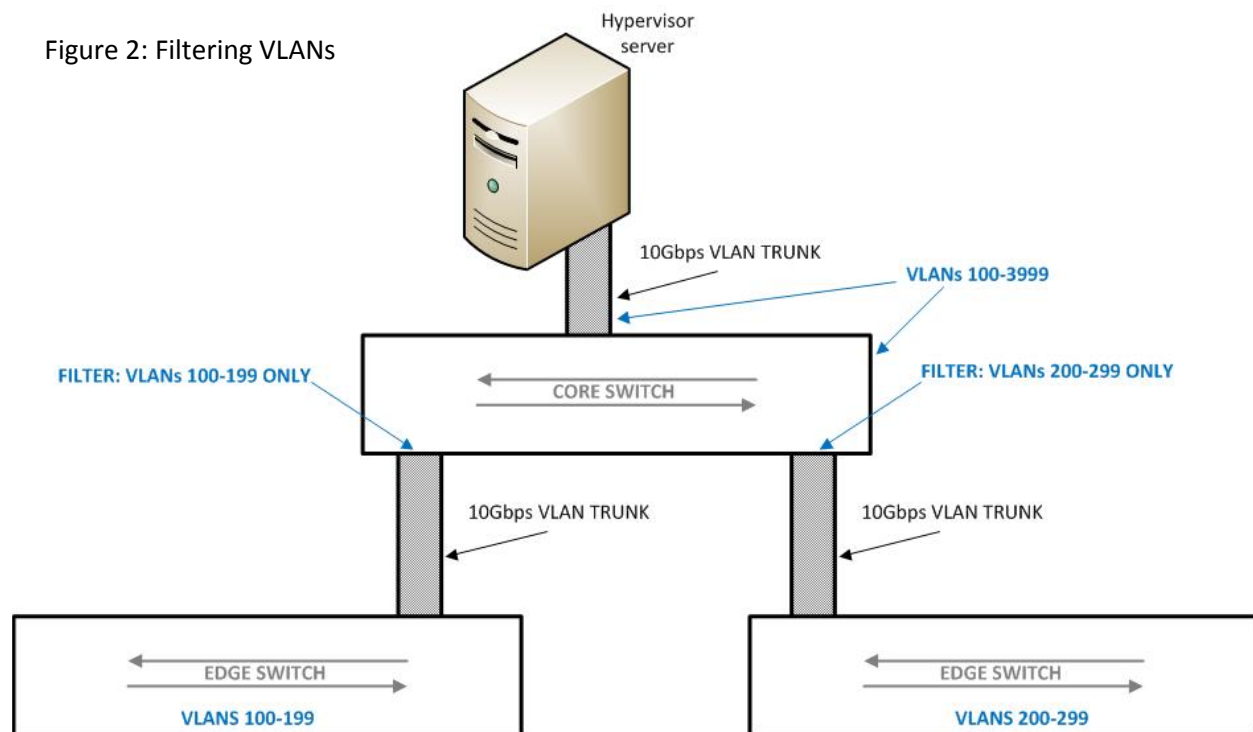 Hypervisor
server
Figure 2: Filtering VLANs
10Gbps VLAN TRUNK
VLANs 100-3999
FILTER: VLANs 100-199 ONLY
FILTER: VLANs 200-299 ONLY
CORE SWITCH
10Gbps VLAN TRUNK
10Gbps VLAN TRUNK
EDGE SWITCH
VLANS 100-199
EDGE SWITCH
VLANS 200-299